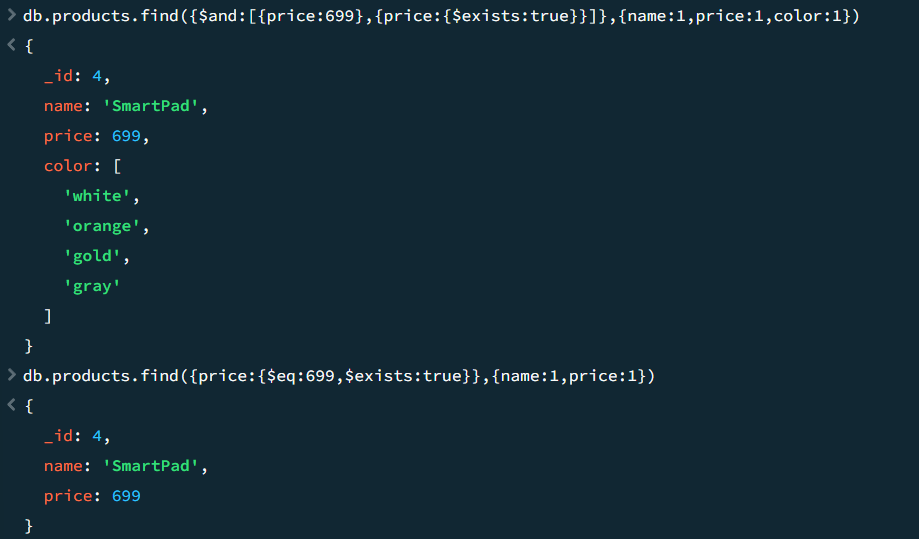 > db.products.find({$and:[{price:699},{price:{$exists:true}}]},{name:1,price:1,color:1})
< {
_id: 4,
name: 'SmartPad',
price: 699,
color: [
'white',
'orange',
'gold',
'gray'
]
}
> db.products.find({price:{$eq:699,$exists:true}},{name:1,price:1})
< {
_id: 4,
name: 'SmartPad',
price: 699
}